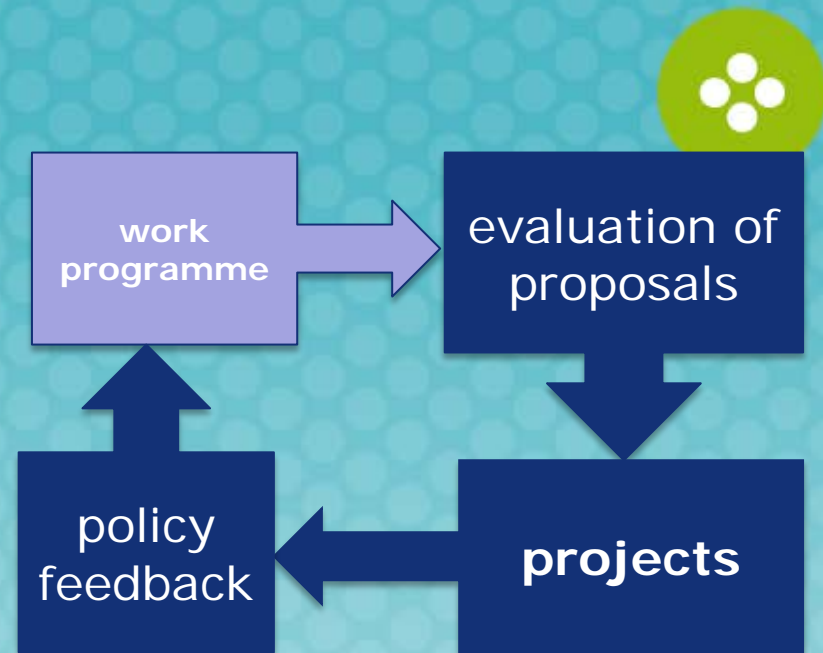 work
programme
evaluation of
proposals
policy
feedback
projects